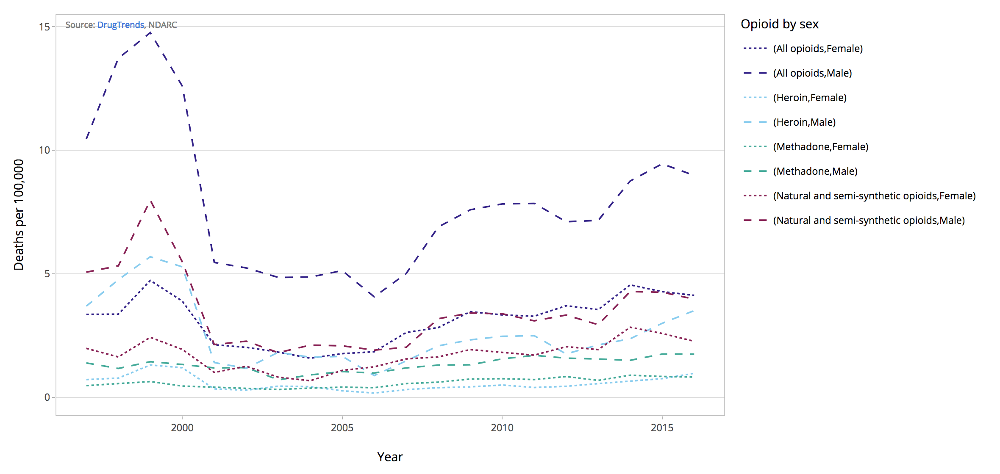 Source: DrugTrends, NDARC
Opioid by sex
(All opioids,Female)
(All opioids,Male)
(Heroin,Female)
(Heroin,Male)
(Methadone,Female)
(Methadone,Male)
(Natural and semi-synthetic opioids,Female)
(Natural and semi-synthetic opioids,Male)
Deaths per 100,000
15
10
5
0
2000 2005 2010 2015
Year